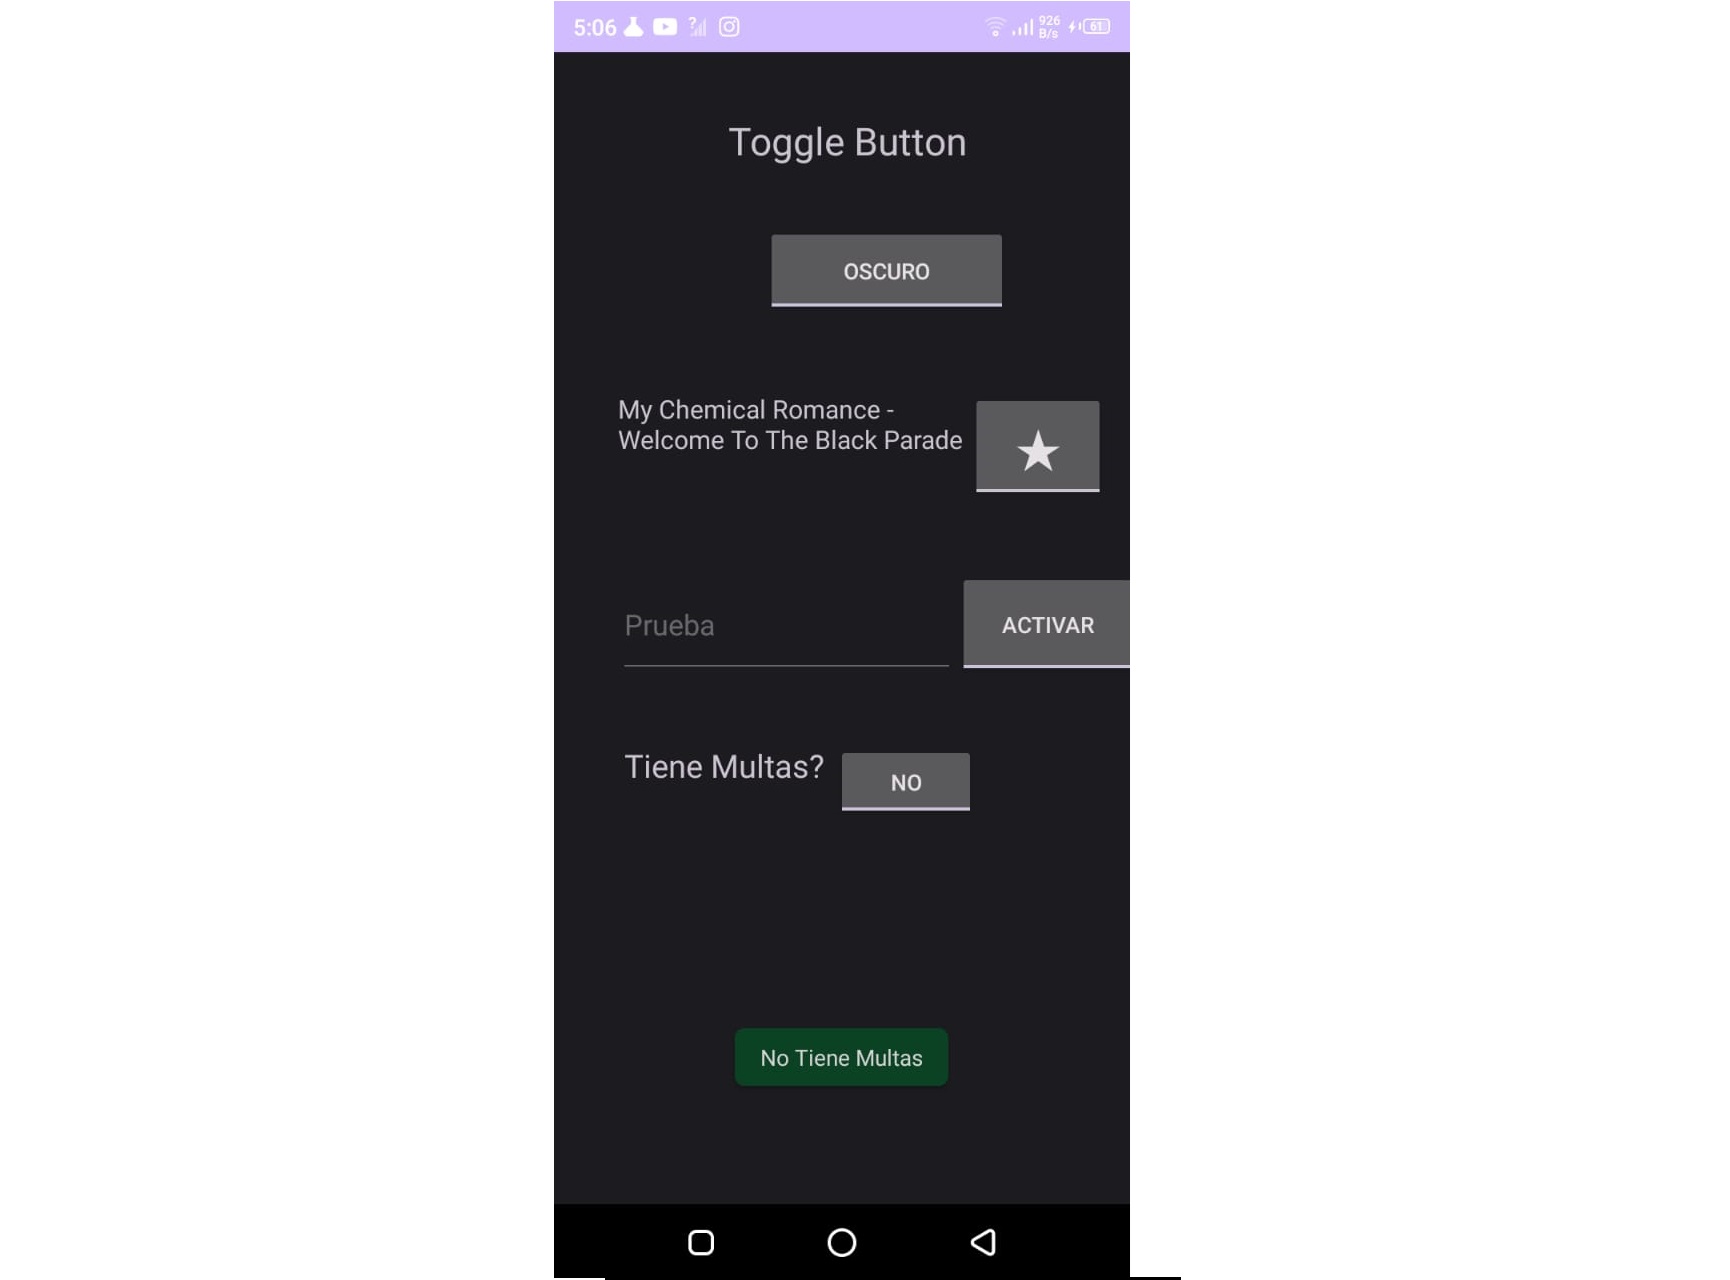 5:06
926
B/s
61
Toggle Button
OSCURO
My Chemical Romance -
Welcome To The Black Parade
Prueba
ACTIVAR
Tiene Multas?
NO
No Tiene Multas